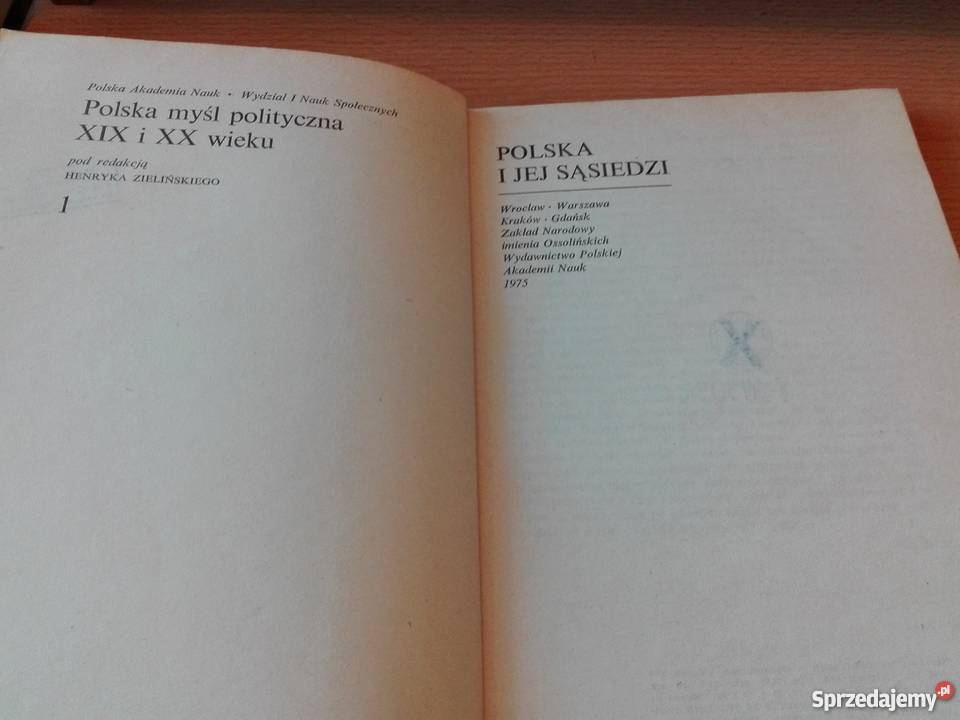 Polska Akademia Nauk • Wydział I Nauk Społecznych
Polska myśl polityczna
XIX i XX wieku
pod redakcją
HENRYKA ZIELIŃSKIEGO
1
POLSKA
I JEJ SĄSIEDZI
Wrocław • Warszawa
Kraków • Gdańsk
Zakład Narodowy
imienia Ossolińskich
Wydawnictwo Polskiej
Akademii Nauk
1975
Sprzedajemy.pl